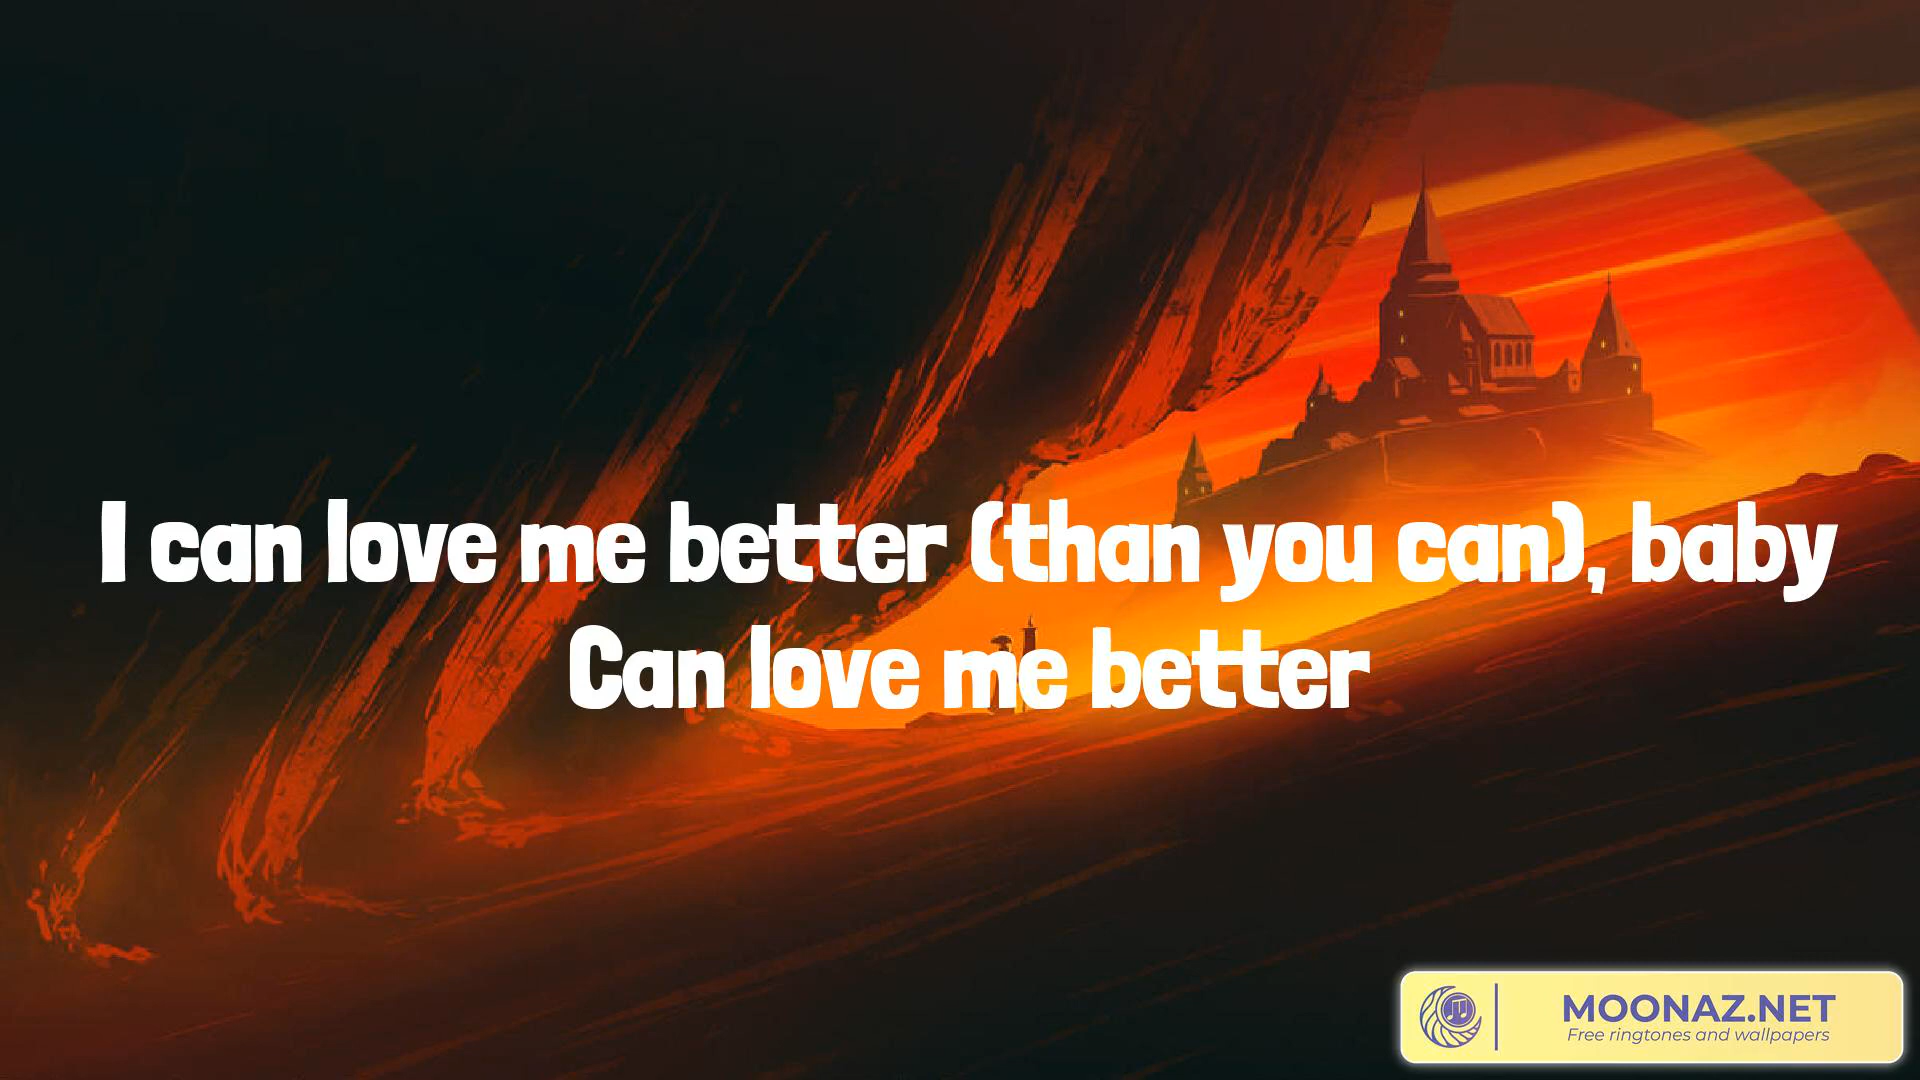 I can love me better (than you can), baby
Can love me better
MOONAZ.NET
Free ringtones and wallpapers